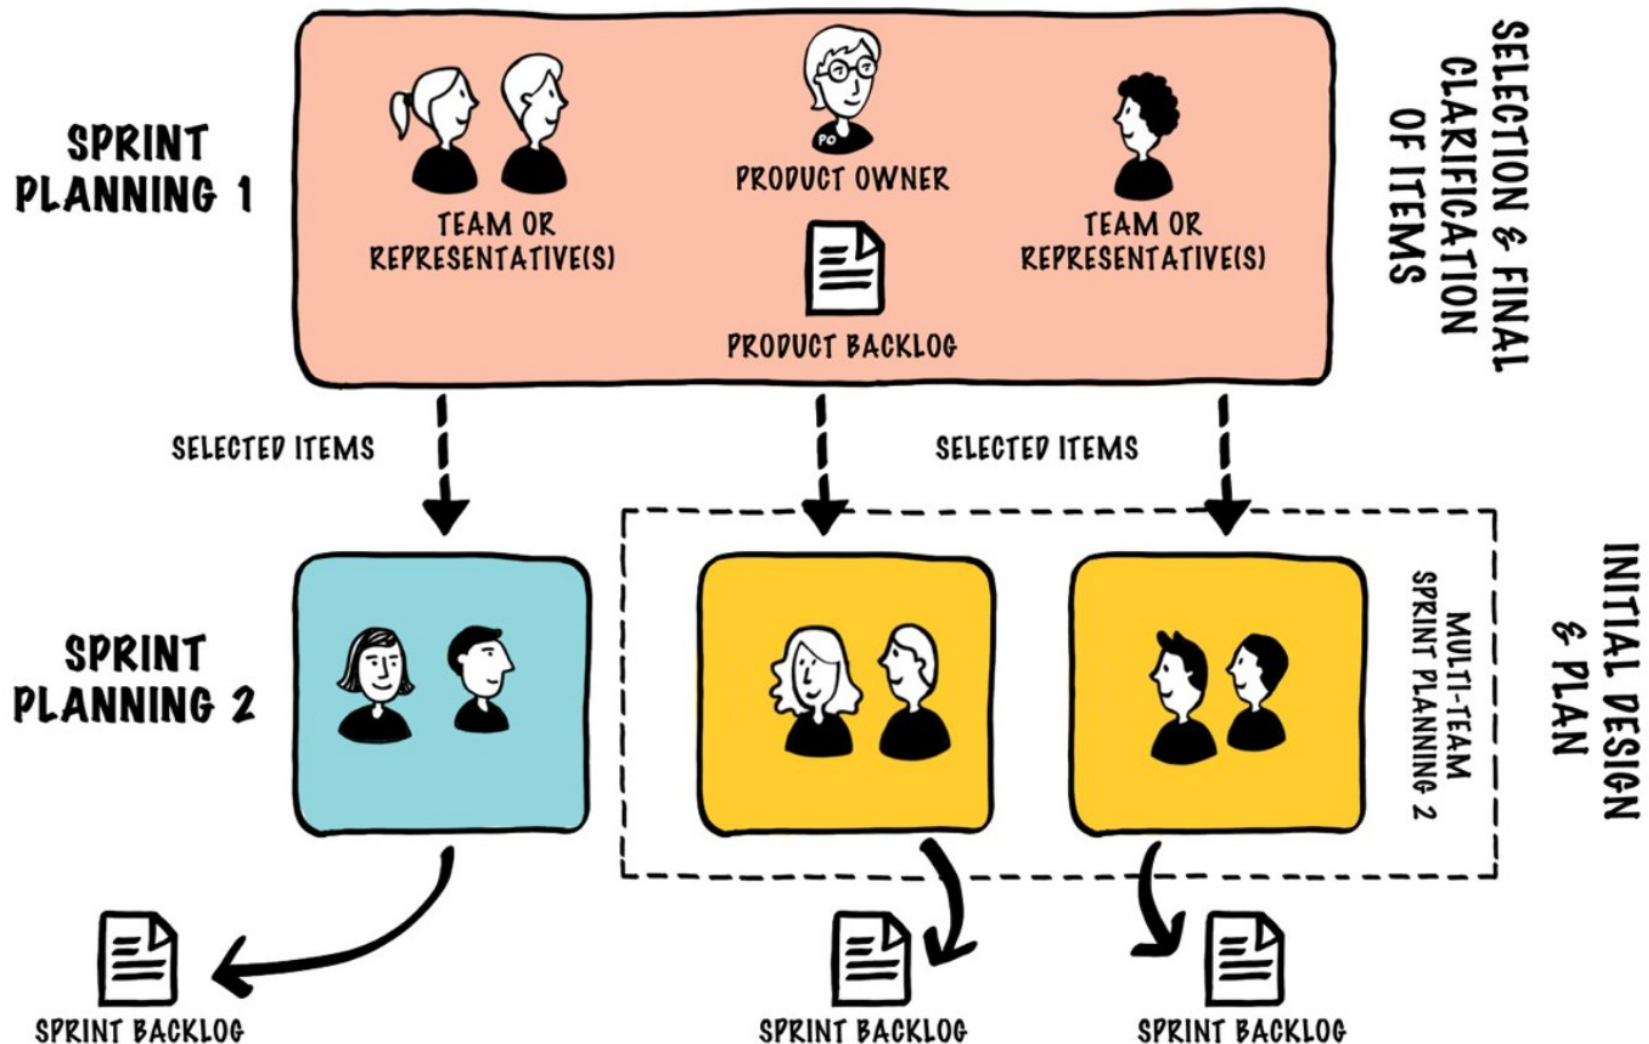 SPRINT
PLANNING 1
PO
PRODUCT OWNER
TEAM OR
REPRESENTATIVE(S)
TEAM OR
REPRESENTATIVE(S)
PRODUCT BACKLOG
SELECTION & FINAL
CLARIFICATION
OF ITEMS
SELECTED ITEMS
SELECTED ITEMS
SPRINT
PLANNING 2
MULTI-TEAM
SPRINT PLANNING 2
INITIAL DESIGN
& PLAN
SPRINT BACKLOG
SPRINT BACKLOG
SPRINT BACKLOG